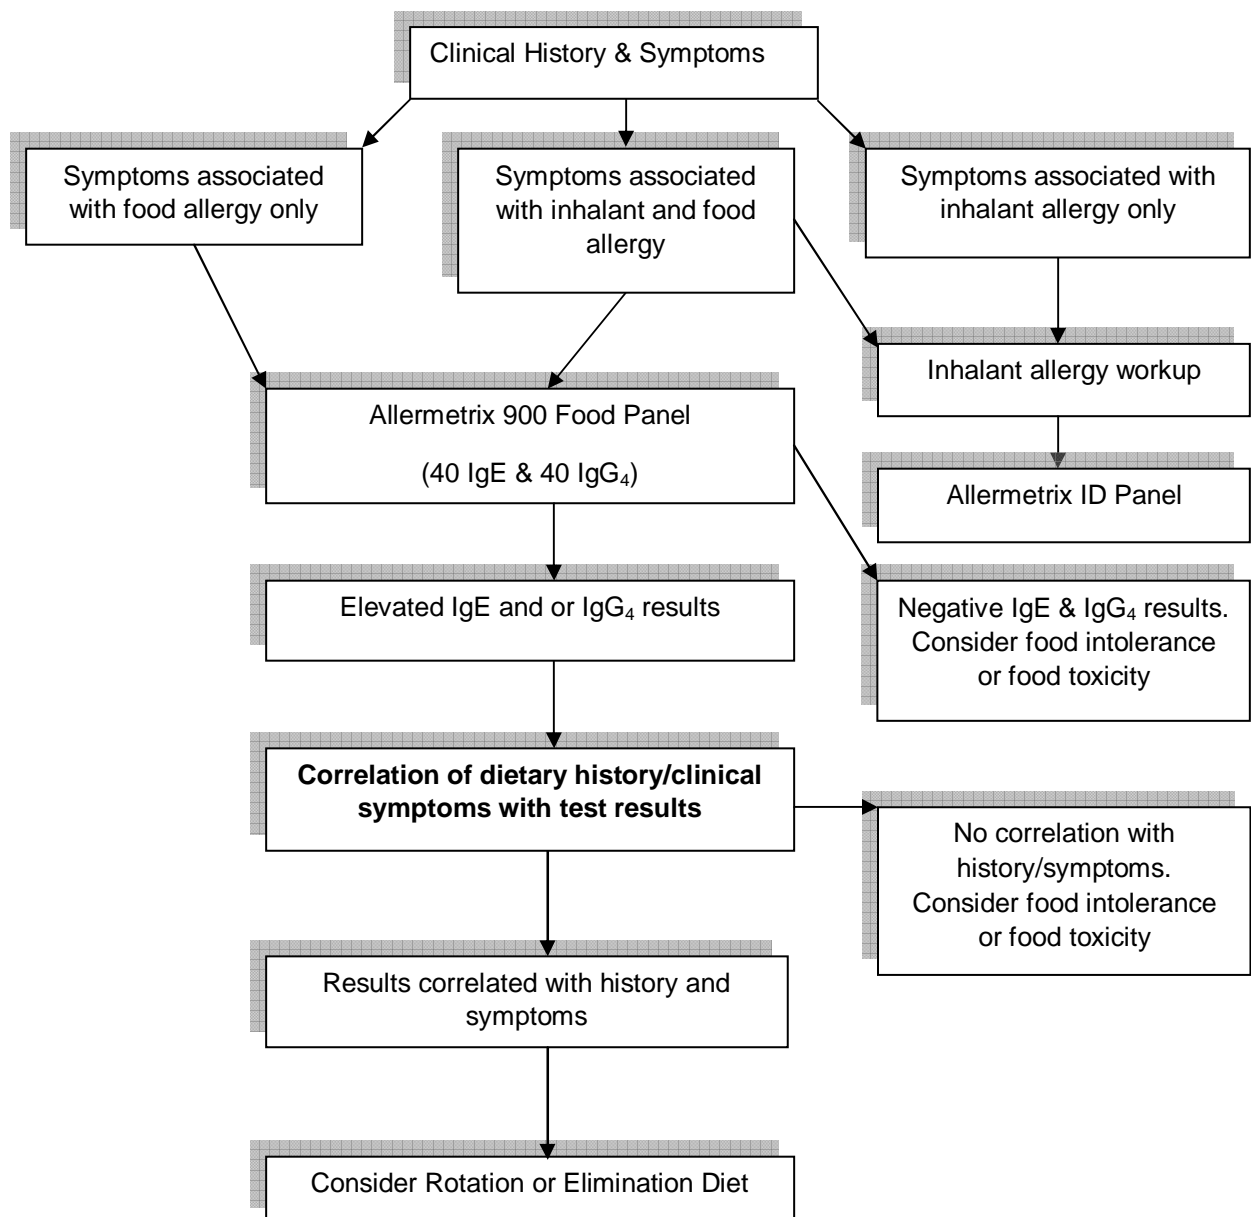 Clinical History & Symptoms
Symptoms associated
with food allergy only
Symptoms associated
with inhalant and food
allergy
Symptoms associated with
inhalant allergy only
Inhalant allergy workup
Allermetrix 900 Food Panel
(40 IgE & 40 IgG₄)
Allermetrix ID Panel
Elevated IgE and or IgG₄ results
Negative IgE & IgG₄ results.
Consider food intolerance
or food toxicity
Correlation of dietary history/clinical
symptoms with test results
No correlation with
history/symptoms.
Consider food intolerance
or food toxicity
Results correlated with history and
symptoms
Consider Rotation or Elimination Diet